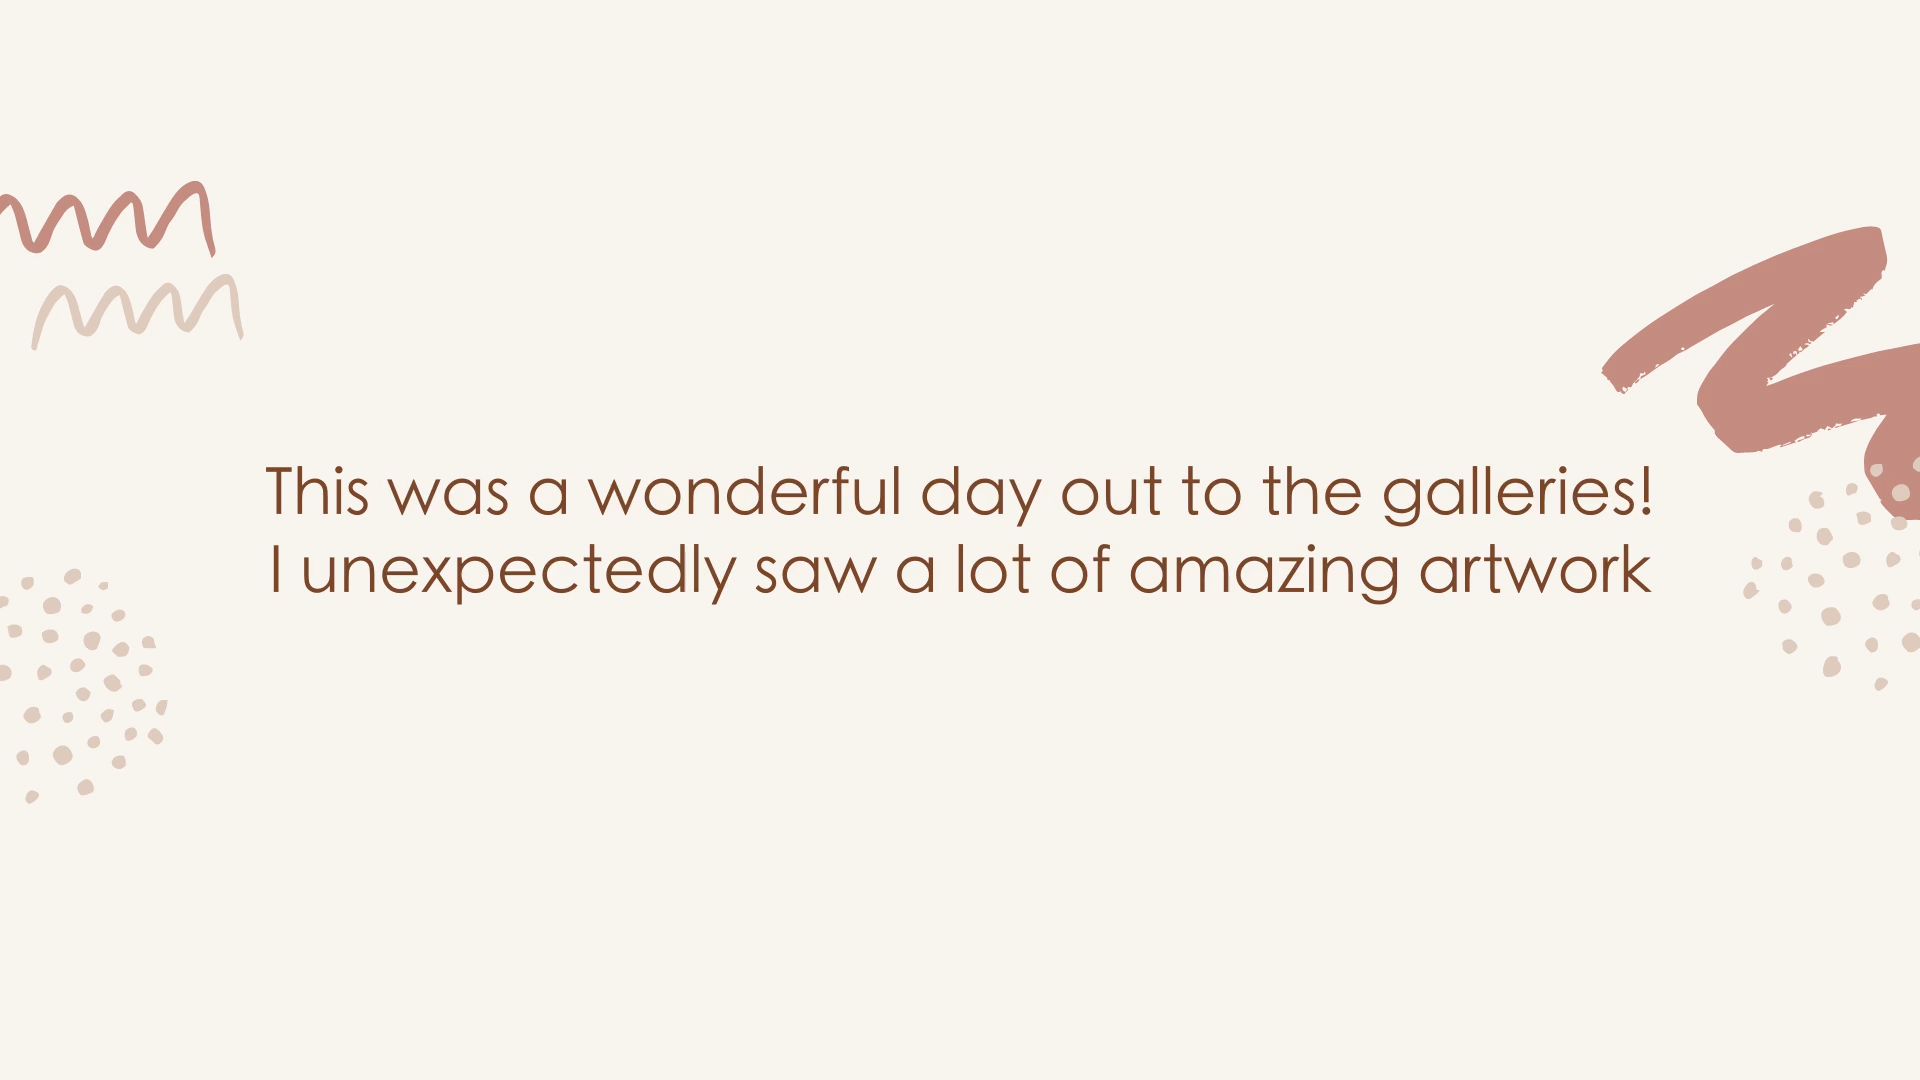 This was a wonderful day out to the galleries!
I unexpectedly saw a lot of amazing artwork